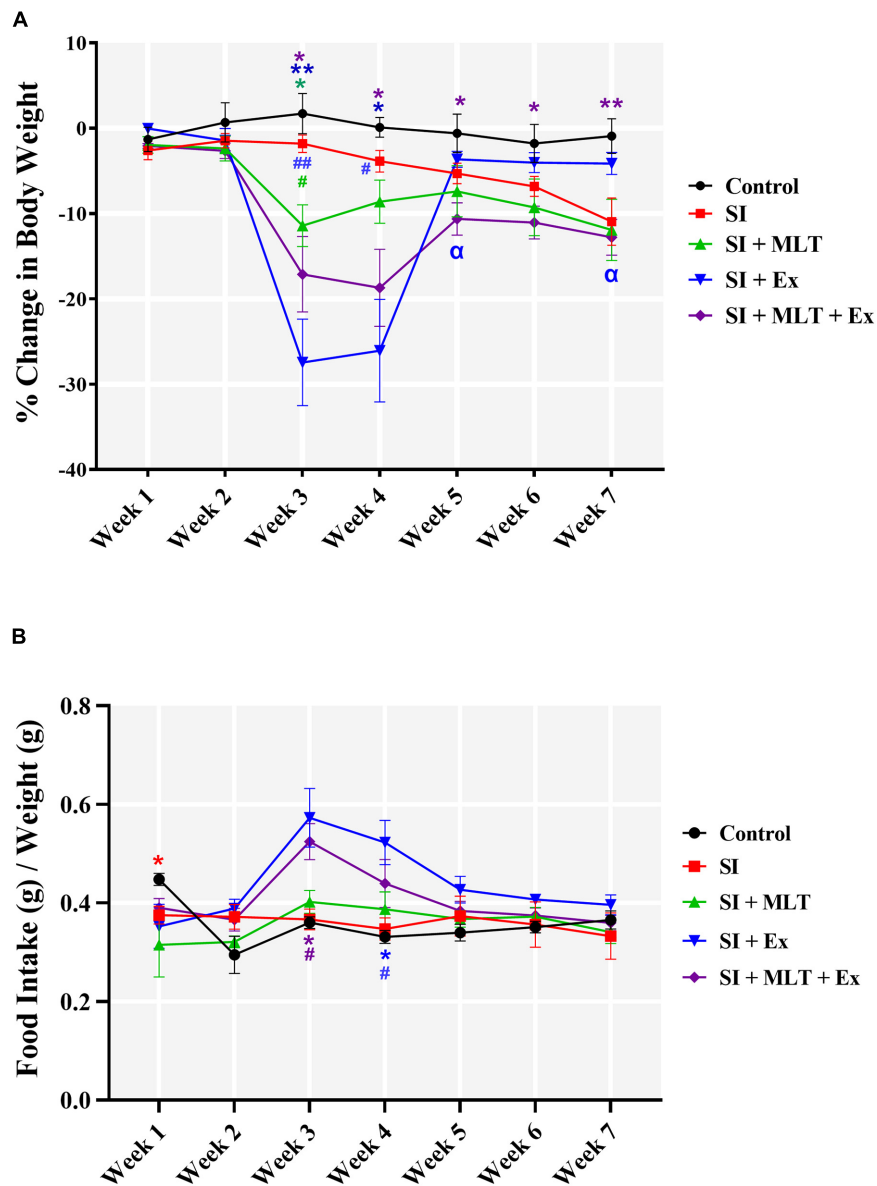 A
% Change in Body Weight
10
0
-10
-20
-30
-40
*
**
*
*
*
*
*
**
##
#
#
α
α
Week 1
Week 2
Week 3
Week 4
Week 5
Week 6
Week 7
Control
SI
SI + MLT
SI + Ex
SI + MLT + Ex
B
Food Intake (g) / Weight (g)
0.8
0.6
0.4
0.2
0.0
*
*
#
*
#
Week 1
Week 2
Week 3
Week 4
Week 5
Week 6
Week 7
Control
SI
SI + MLT
SI + Ex
SI + MLT + Ex